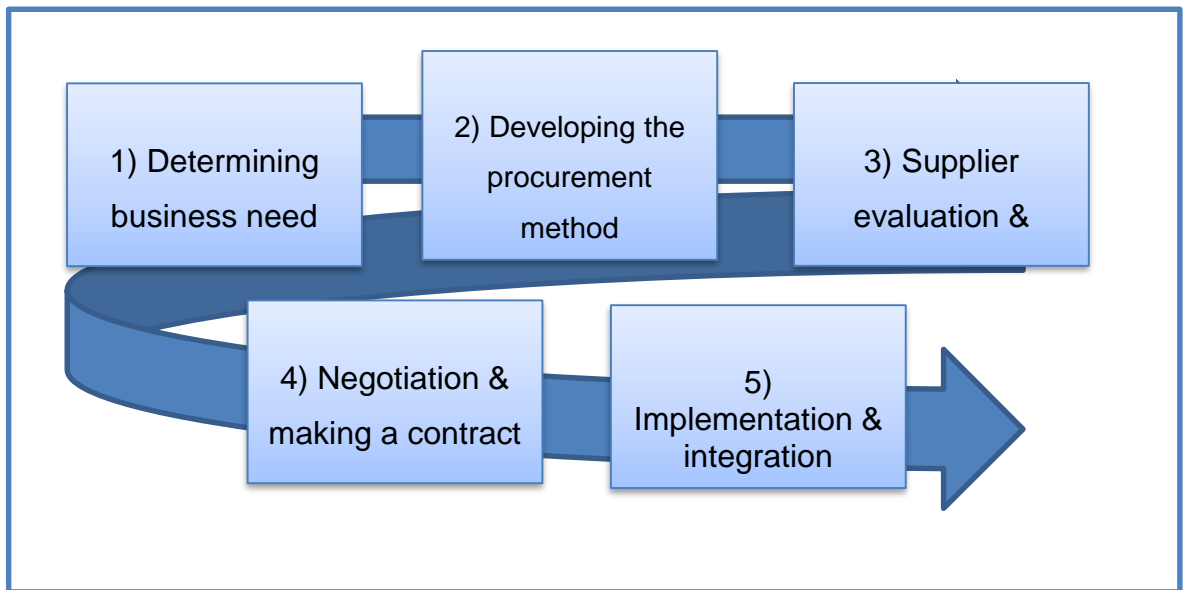 1) Determining
business need
2) Developing the
procurement
method
3) Supplier
evaluation &
4) Negotiation &
making a contract
5)
Implementation &
integration